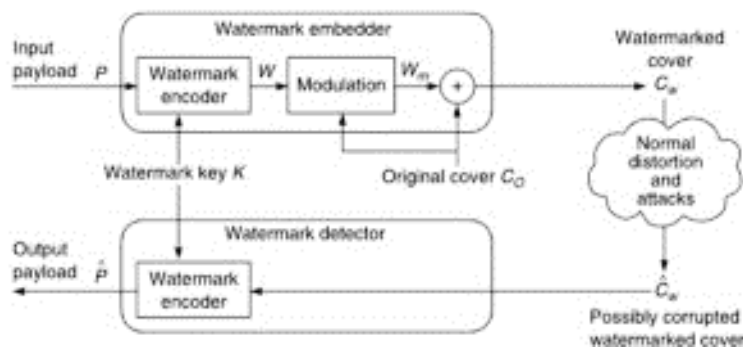 Watermark embedder
Input
payload P
Watermark
encoder
W
Modulation
W_m
+
Watermarked
cover
C_w
Normal
distortion
and
attacks
Watermark key K
Original cover C_O
Watermark detector
Output
payload P̂
Watermark
encoder
Ĉ_w
Possibly corrupted
watermarked cover